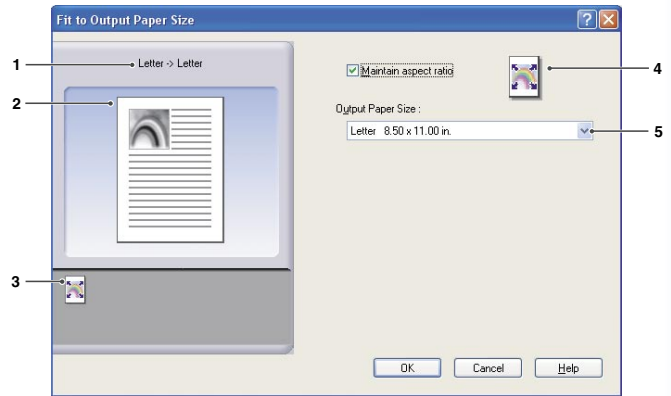 Fit to Output Paper Size
1
Letter -> Letter
2
3
Maintain aspect ratio
4
Output Paper Size :
Letter 8.50 x 11.00 in.
5
OK
Cancel
Help